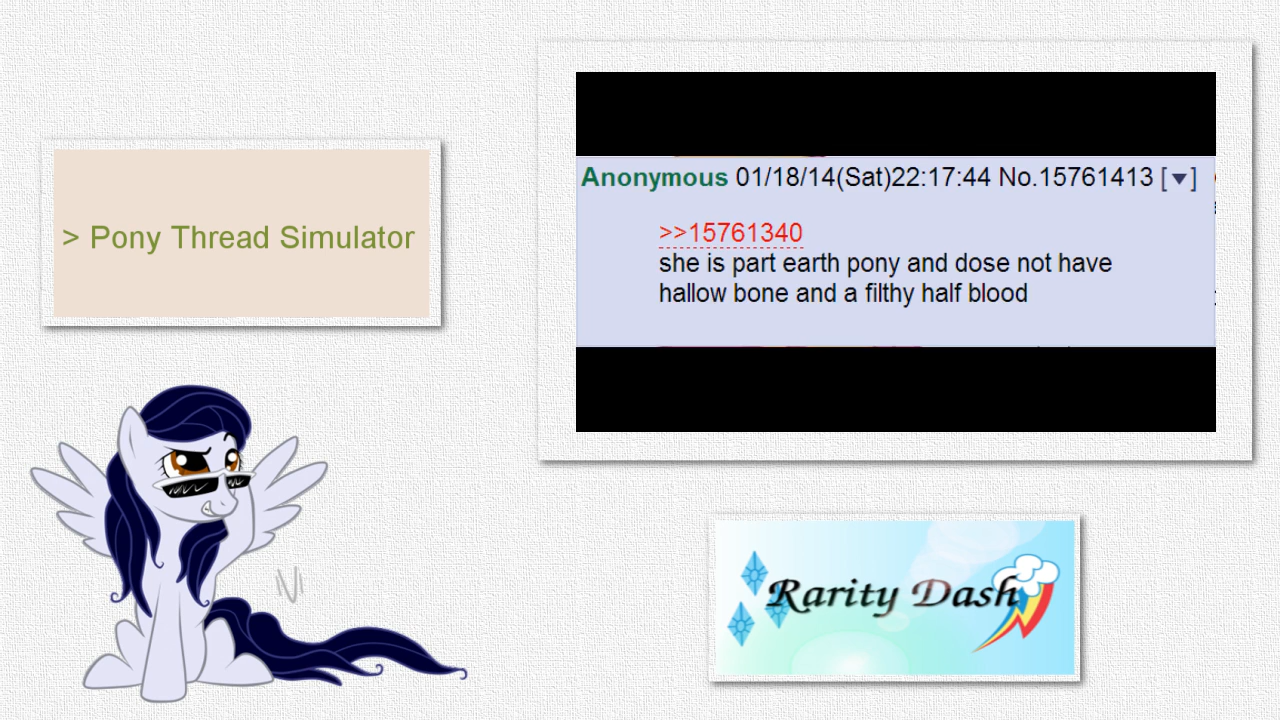 > Pony Thread Simulator
Anonymous 01/18/14(Sat)22:17:44 No.15761413 [▼]
>>15761340
she is part earth pony and dose not have
hallow bone and a filthy half blood
Rarity Dash